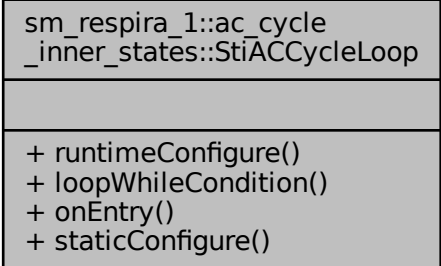 sm_respira_1::ac_cycle
_inner_states::StiACCycleLoop
+ runtimeConfigure()
+ loopWhileCondition()
+ onEntry()
+ staticConfigure()